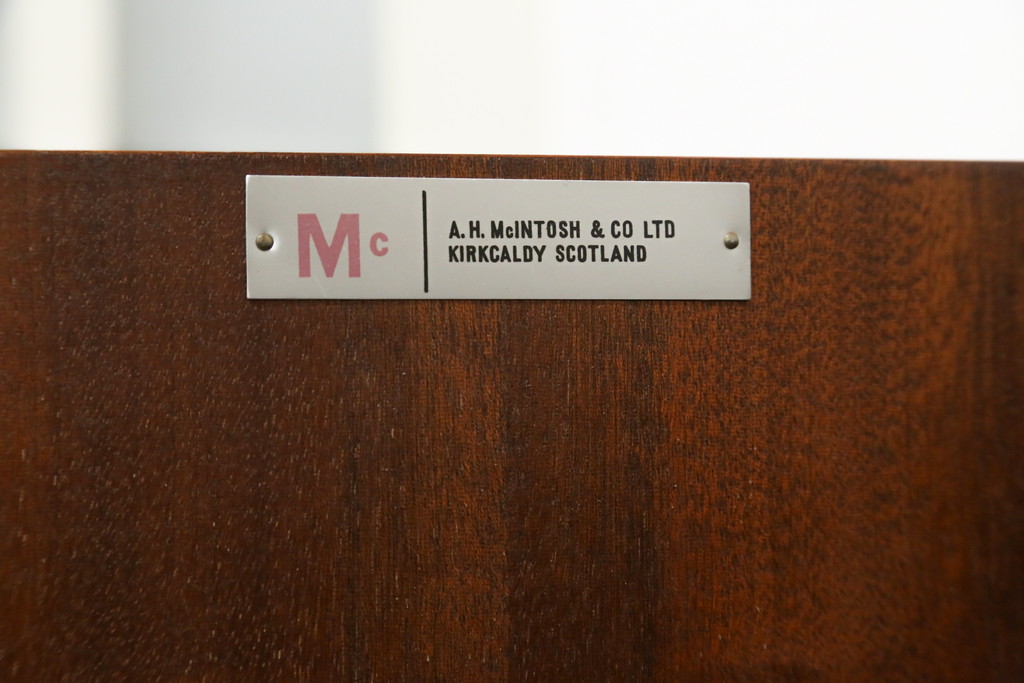 Mc
A. H. McINTOSH & CO LTD
KIRKCALDY SCOTLAND